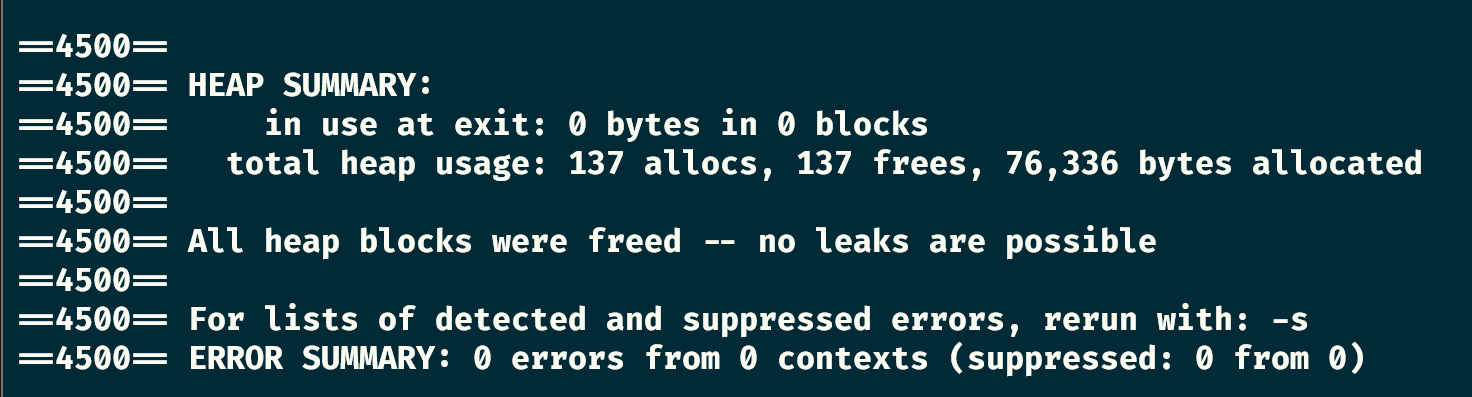 ==4500==
==4500== HEAP SUMMARY:
==4500==     in use at exit: 0 bytes in 0 blocks
==4500==   total heap usage: 137 allocs, 137 frees, 76,336 bytes allocated
==4500==
==4500== All heap blocks were freed -- no leaks are possible
==4500==
==4500== For lists of detected and suppressed errors, rerun with: -s
==4500== ERROR SUMMARY: 0 errors from 0 contexts (suppressed: 0 from 0)